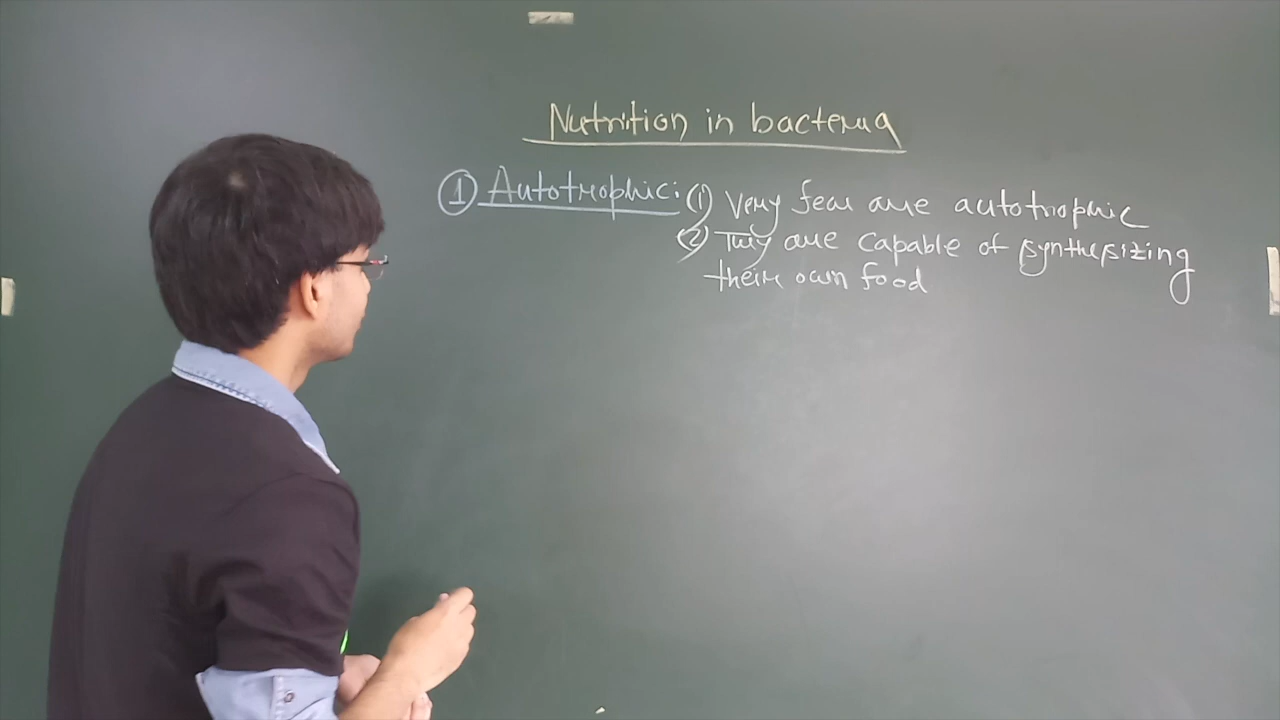 Nutrition in bacteria
① Autotrophic: (1) Very few are autotrophic
(2) They are capable of synthesizing
their own food